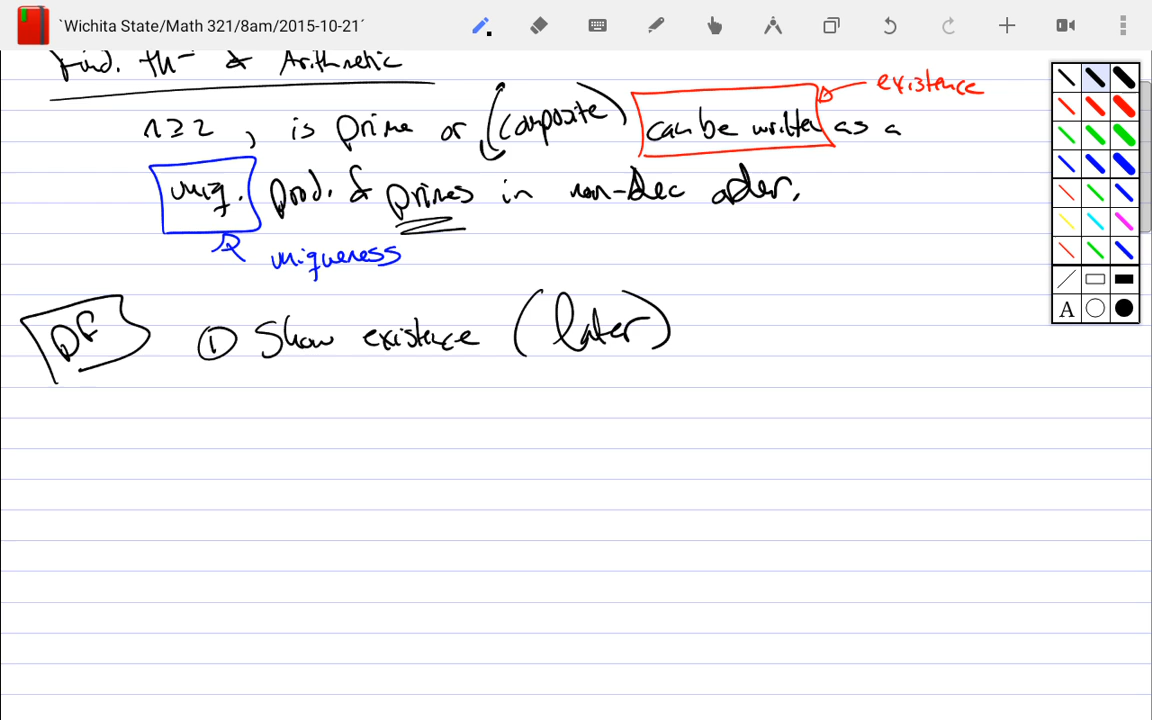 `Wichita State/Math 321/8am/2015-10-21´
Fund. thm of Arithmetic
existence
n≥2, is prime or (composite) can be written as a
uniq. prod. of primes in non-dec order.
uniqueness
Pf ① Show existence (later)
A